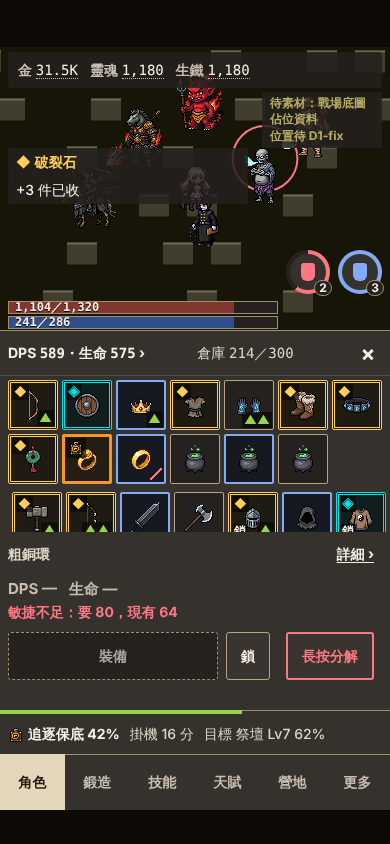 金 31.5K 靈魂 1,180 生鐵 1,180
待素材：戰場底圖
佔位資料
位置待 D1-fix
破裂石
+3 件已收
2
3
1,104／1,320
241／286
DPS 589・生命 575 ›
倉庫 214／300
×
鎖
鎖
粗銅環
詳細 ›
DPS — 生命 —
敏捷不足：要 80，現有 64
裝備
鎖
長按分解
追逐保底 42% 掛機 16 分 目標 祭壇 Lv7 62%
角色
鍛造
技能
天賦
營地
更多